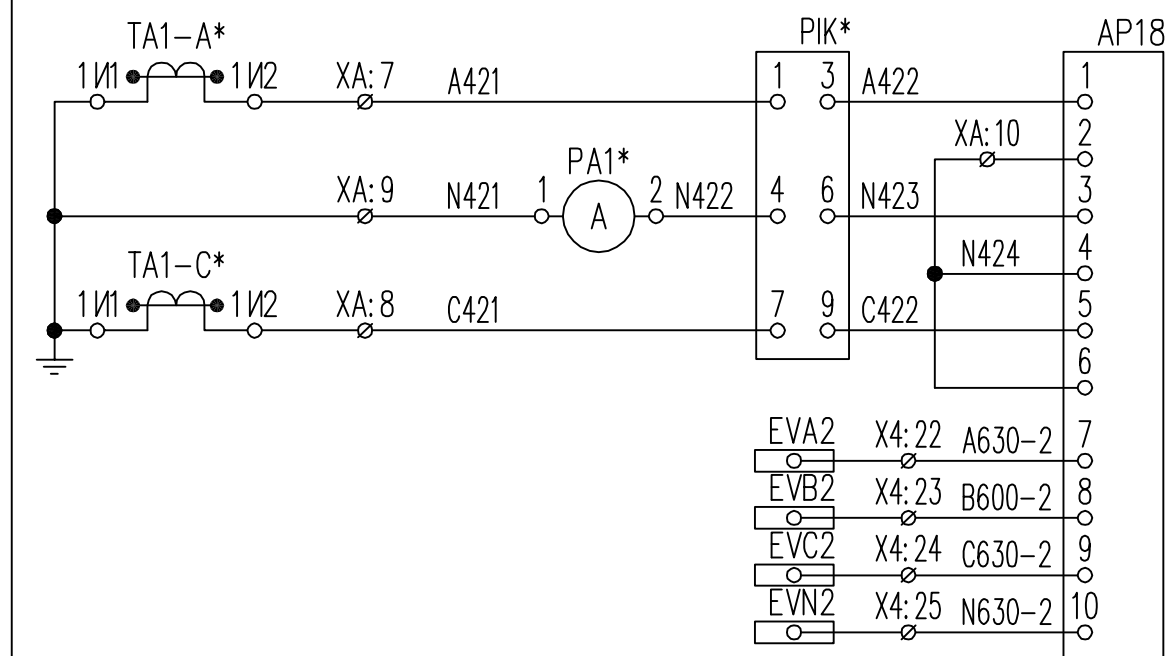 PIK* AP18
TA1-A*
1И1 1И2 XA:7 A421 1 3 A422 1
XA:10 2
PA1*
XA:9 N421 1 A 2 N422 4 6 N423 3
TA1-C* N424 4
1И1 1И2 XA:8 C421 7 9 C422 5
6
EVA2 X4:22 A630-2 7
EVB2 X4:23 B600-2 8
EVC2 X4:24 C630-2 9
EVN2 X4:25 N630-2 10